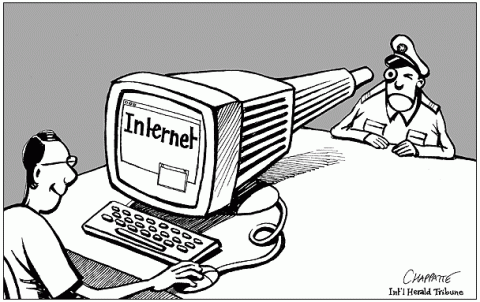 Internet
CHAPPATTE
Int'l Herald Tribune